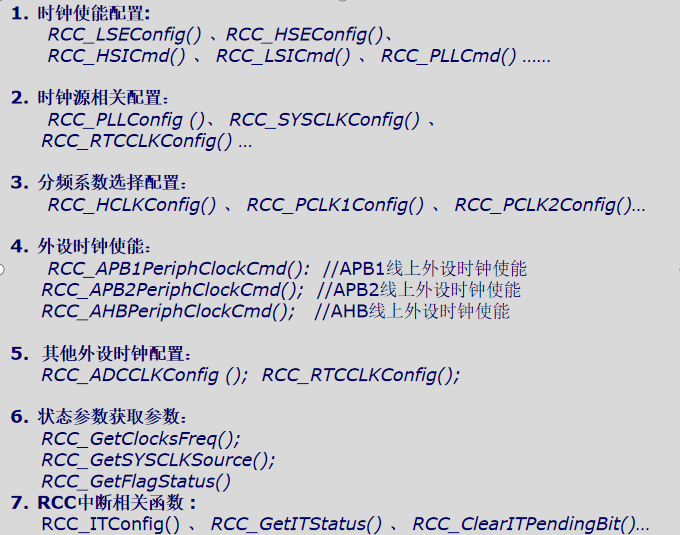 1. 时钟使能配置:
RCC_LSEConfig() 、RCC_HSEConfig()、
RCC_HSICmd() 、 RCC_LSICmd() 、 RCC_PLLCmd() ......
2. 时钟源相关配置：
RCC_PLLConfig ()、 RCC_SYSCLKConfig() 、
RCC_RTCCLKConfig() ...
3. 分频系数选择配置：
RCC_HCLKConfig() 、 RCC_PCLK1Config() 、 RCC_PCLK2Config()...
4. 外设时钟使能：
RCC_APB1PeriphClockCmd(): //APB1线上外设时钟使能
RCC_APB2PeriphClockCmd(); //APB2线上外设时钟使能
RCC_AHBPeriphClockCmd(); //AHB线上外设时钟使能
5. 其他外设时钟配置：
RCC_ADCCLKConfig (); RCC_RTCCLKConfig();
6. 状态参数获取参数：
RCC_GetClocksFreq();
RCC_GetSYSCLKSource();
RCC_GetFlagStatus()
7. RCC中断相关函数 :
RCC_ITConfig() 、 RCC_GetITStatus() 、 RCC_ClearITPendingBit()...